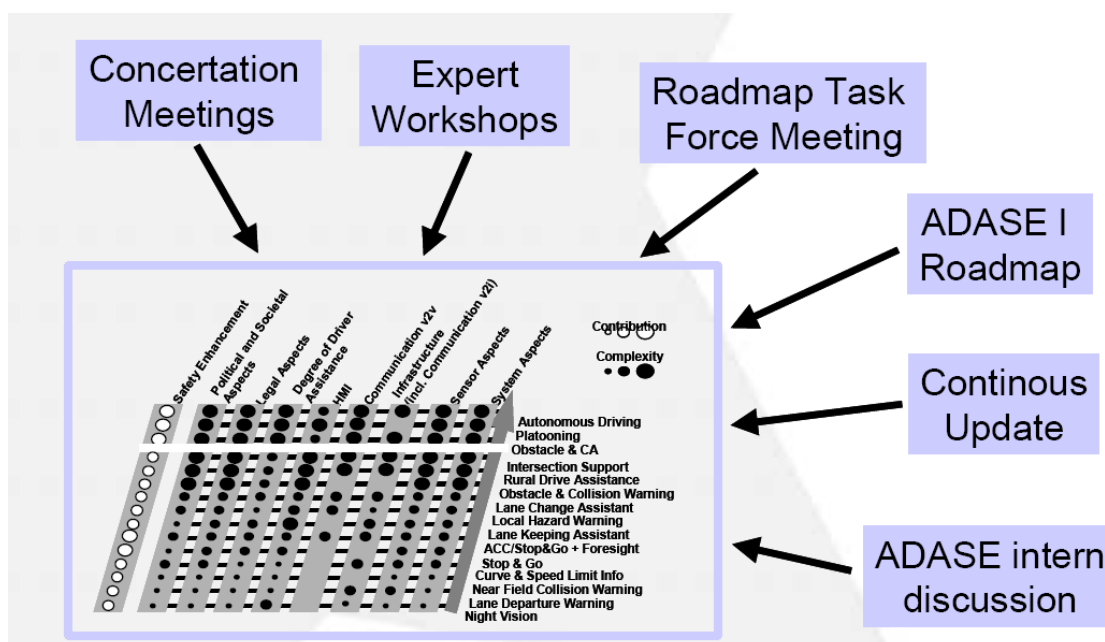 Concertation
Meetings
Expert
Workshops
Roadmap Task
Force Meeting
ADASE I
Roadmap
Continous
Update
ADASE intern
discussion
Safety Enhancement
Political and Societal
Aspects
Legal Aspects
Degree of Driver
Assistance
HMI
Communication v2v
Infrastructure
(incl. Communication v2i)
Sensor Aspects
System Aspects
Contribution
Complexity
Autonomous Driving
Platooning
Obstacle & CA
Intersection Support
Rural Drive Assistance
Obstacle & Collision Warning
Lane Change Assistant
Local Hazard Warning
Lane Keeping Assistant
ACC/Stop&Go + Foresight
Stop & Go
Curve & Speed Limit Info
Near Field Collision Warning
Lane Departure Warning
Night Vision